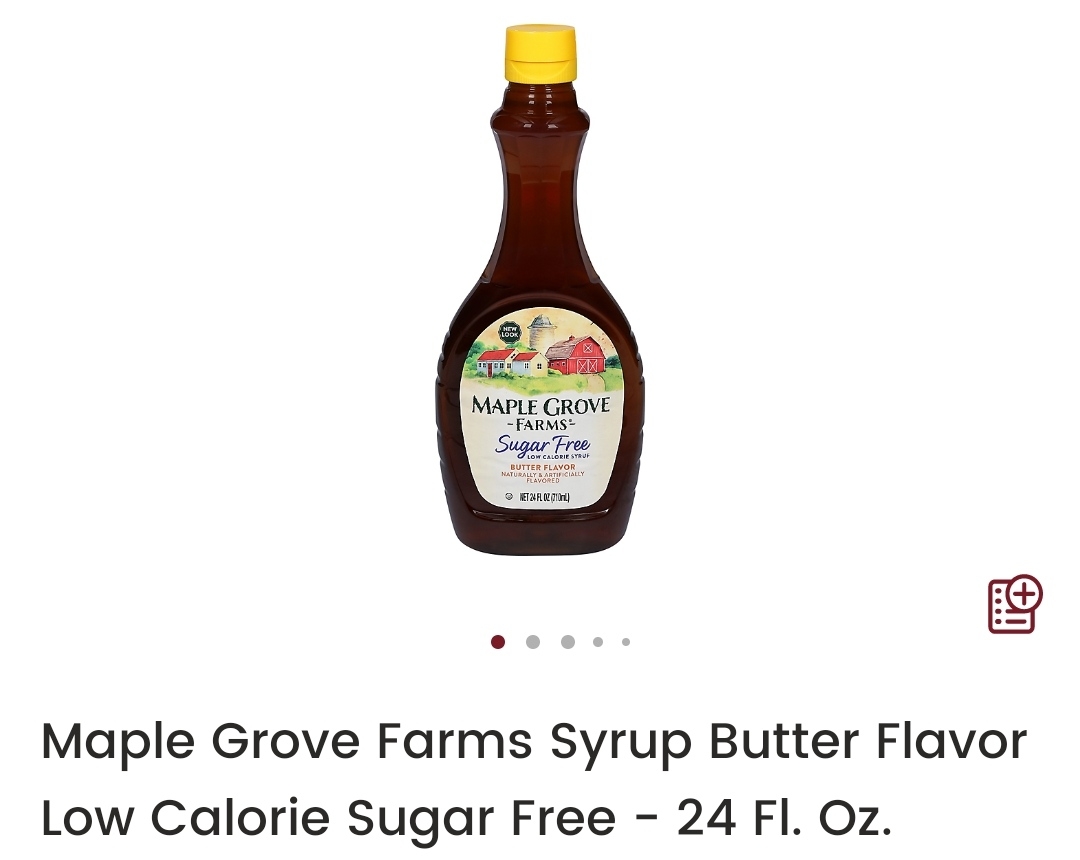 NEW
LOOK
MAPLE GROVE
-FARMS®-
Sugar Free
LOW CALORIE SYRUP
BUTTER FLAVOR
NATURALLY & ARTIFICIALLY
FLAVORED
NET 24 FL OZ (710mL)
Maple Grove Farms Syrup Butter Flavor
Low Calorie Sugar Free - 24 Fl. Oz.